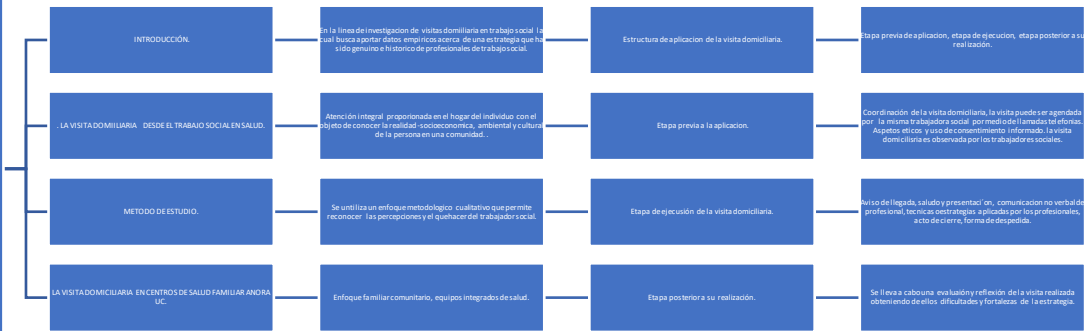 INTRODUCCIÓN.
En la linea de investigacion de visitas domiiliaria en trabajo social la
cual busca aportar datos empiricos acerca de una estrategia que ha
sido genuino e historico de profesionales de trabajo social.
Estructura de aplicacion de la visita domiciliaria.
Etapa previa de aplicacion, etapa de ejecucion, etapa posterior a su
realización.
. LA VISITA DOMIILIARIA DESDE EL TRABAJO SOCIAL EN SALUD.
Atención integral proporcionada en el hogar del individuo con el
objeto de conocer la realidad -socioeconomica, ambiental y cultural
de la persona en una comunidad..
Etapa previa a la aplicacion.
Coordinación de la visita domiciliaria, la visita puede ser agendada
por la misma trabajadora social por medio de llamadas telefonias.
Aspetos eticos y uso de consentimiento informado. la visita
domicilisria es observada por los trabajadores sociales.
METODO DE ESTUDIO.
Se untiliza un enfoque metodologico cualitativo que permite
reconocer las percepciones y el quehacer del trabajador social.
Etapa de ejecusión de la visita domiciliaria.
Aviso de llegada, saludo y presentaci´on, comunicacion no verbal de
profesional, tecnicas o estrategias aplicadas por los profesionales,
acto de cierre, forma de despedida.
LA VISITA DOMICILIARIA EN CENTROS DE SALUD FAMILIAR ANORA
UC.
Enfoque familiar comunitario, equipos integrados de salud.
Etapa posterior a su realización.
Se lleva a cabo una evaluaión y reflexión de la visita realizada
obteniendo de ellos dificultades y fortalezas de la estrategia.